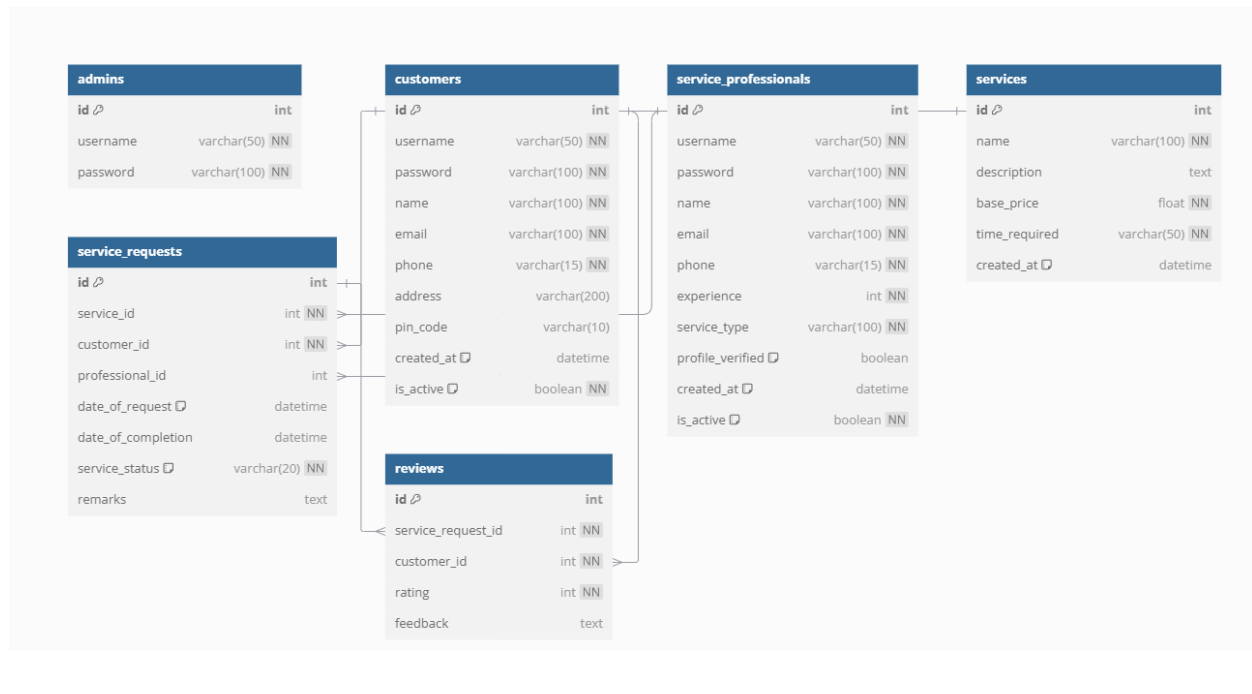 admins
id int
username varchar(50) NN
password varchar(100) NN
service_requests
id int
service_id int NN
customer_id int NN
professional_id int
date_of_request datetime
date_of_completion datetime
service_status varchar(20) NN
remarks text
customers
id int
username varchar(50) NN
password varchar(100) NN
name varchar(100) NN
email varchar(100) NN
phone varchar(15) NN
address varchar(200)
pin_code varchar(10)
created_at datetime
is_active boolean NN
reviews
id int
service_request_id int NN
customer_id int NN
rating int NN
feedback text
service_professionals
id int
username varchar(50) NN
password varchar(100) NN
name varchar(100) NN
email varchar(100) NN
phone varchar(15) NN
experience int NN
service_type varchar(100) NN
profile_verified boolean
created_at datetime
is_active boolean NN
services
id int
name varchar(100) NN
description text
base_price float NN
time_required varchar(50) NN
created_at datetime